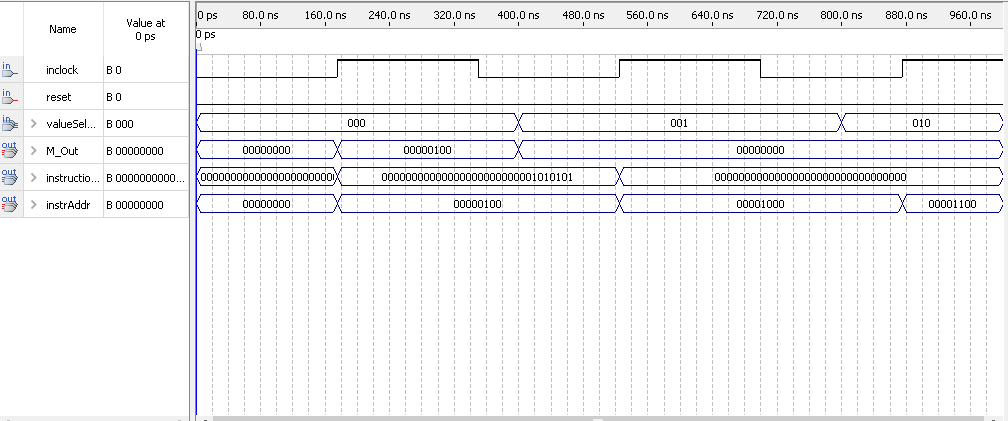 Name Value at 0 ps
0 ps 80.0 ns 160.0 ns 240.0 ns 320.0 ns 400.0 ns 480.0 ns 560.0 ns 640.0 ns 720.0 ns 800.0 ns 880.0 ns 960.0 ns
0 ps
in inclock B 0
in reset B 0
in valueSel... B 000 000 001 010
out M_Out B 00000000 00000000 00000100 00000000
out instructio... B 0000000000... 0000000000000000000000 00000000000000000000000001010101 00000000000000000000000000000000
out instrAddr B 00000000 00000000 00000100 00001000 00001100